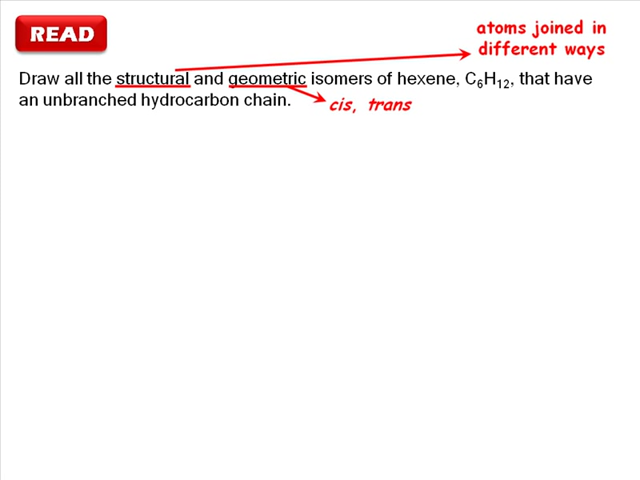 READ
atoms joined in
different ways
Draw all the structural and geometric isomers of hexene, C₆H₁₂, that have
an unbranched hydrocarbon chain.
cis, trans